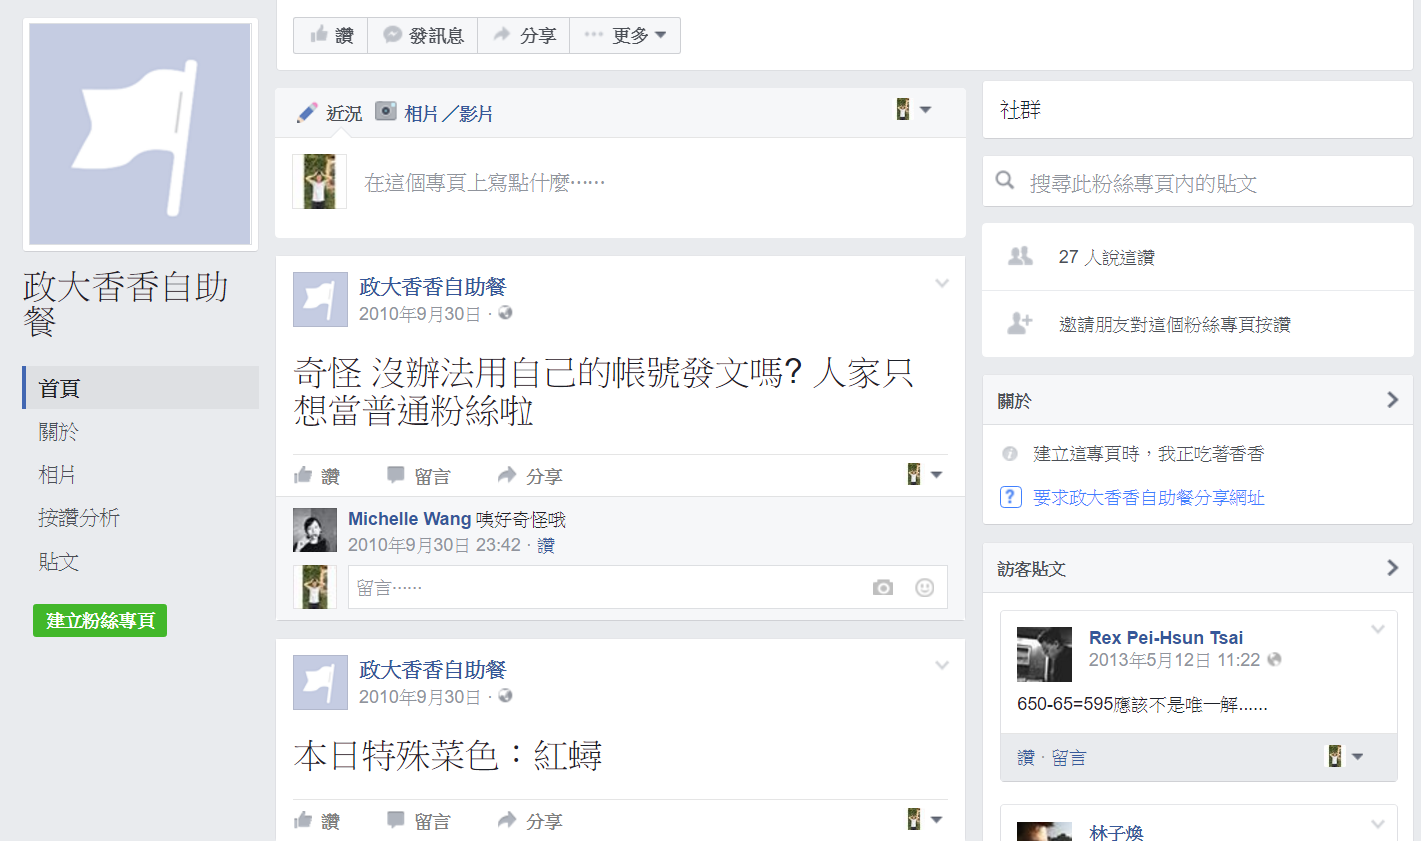 讚 發訊息 分享 更多
近況 相片／影片
在這個專頁上寫點什麼……
政大香香自助
餐
首頁
關於
相片
按讚分析
貼文
建立粉絲專頁
政大香香自助餐
2010年9月30日 ·
奇怪 沒辦法用自己的帳號發文嗎? 人家只
想當普通粉絲啦
讚 留言 分享
Michelle Wang 咦好奇怪哦
2010年9月30日 23:42 · 讚
留言……
政大香香自助餐
2010年9月30日 ·
本日特殊菜色：紅蟳
讚 留言 分享
社群
搜尋此粉絲專頁內的貼文
27 人說這讚
邀請朋友對這個粉絲專頁按讚
關於
建立這專頁時，我正吃著香香
要求政大香香自助餐分享網址
訪客貼文
Rex Pei-Hsun Tsai
2013年5月12日 11:22
650-65=595應該不是唯一解......
讚 · 留言
林子煥